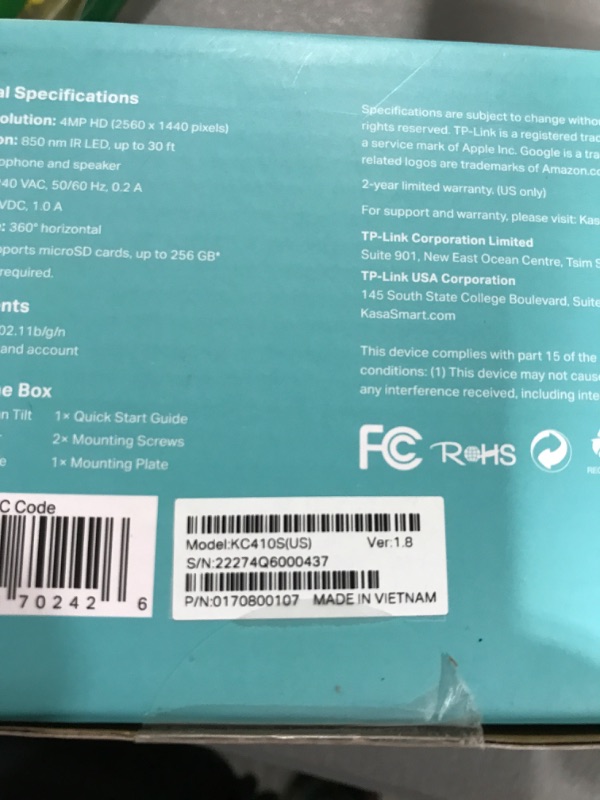 al Specifications
olution: 4MP HD (2560 x 1440 pixels)
on: 850 nm IR LED, up to 30 ft
ophone and speaker
40 VAC, 50/60 Hz, 0.2 A
VDC, 1.0 A
: 360° horizontal
ports microSD cards, up to 256 GB*
required.
nts
02.11b/g/n
and account
e Box
n Tilt 1× Quick Start Guide
2× Mounting Screws
e 1× Mounting Plate
Specifications are subject to change witho
rights reserved. TP-Link is a registered trad
a service mark of Apple Inc. Google is a tra
related logos are trademarks of Amazon.co
2-year limited warranty. (US only)
For support and warranty, please visit: Kas
TP-Link Corporation Limited
Suite 901, New East Ocean Centre, Tsim S
TP-Link USA Corporation
145 South State College Boulevard, Suite
KasaSmart.com
This device complies with part 15 of the
conditions: (1) This device may not cause
any interference received, including inte
FC RoHS
REC
C Code
70242 6
Model:KC410S(US) Ver:1.8
S/N:22274Q6000437
P/N:0170800107 MADE IN VIETNAM